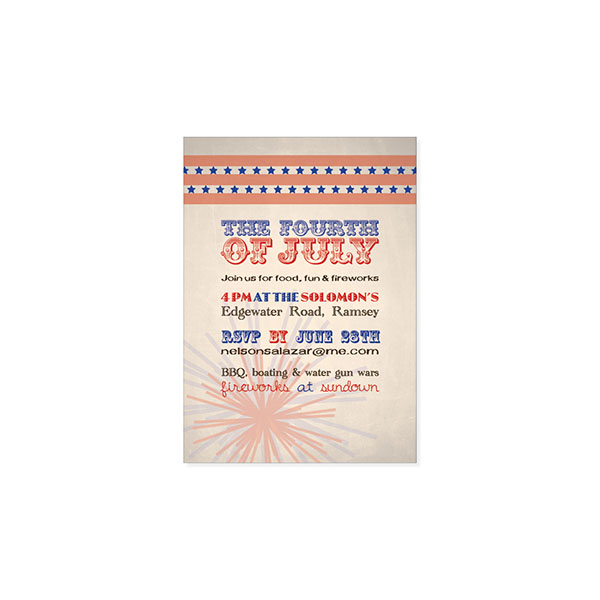 THE FOURTH
OF JULY
Join us for food, fun & fireworks
4 PM AT THE SOLOMON'S
Edgewater Road, Ramsey
RSVP BY JUNE 28TH
nelsonsalazar@me.com
BBQ, boating & water gun wars
fireworks at sundown